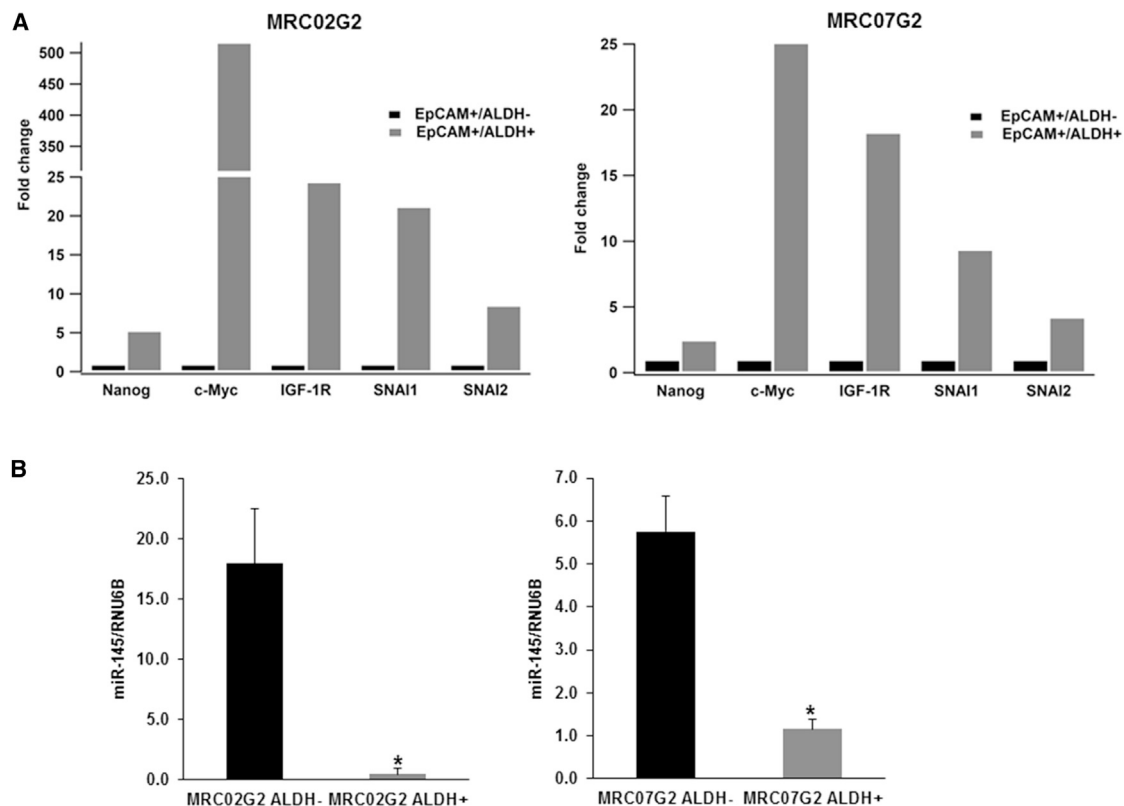 A
MRC02G2
Fold change
500
450
400
350
25
20
15
10
5
0
EpCAM+/ALDH-
EpCAM+/ALDH+
Nanog c-Myc IGF-1R SNAI1 SNAI2
MRC07G2
Fold change
25
20
15
10
5
0
EpCAM+/ALDH-
EpCAM+/ALDH+
Nanog c-Myc IGF-1R SNAI1 SNAI2
B
miR-145/RNU6B
25.0
20.0
15.0
10.0
5.0
0.0
*
MRC02G2 ALDH- MRC02G2 ALDH+
miR-145/RNU6B
7.0
6.0
5.0
4.0
3.0
2.0
1.0
0.0
*
MRC07G2 ALDH- MRC07G2 ALDH+